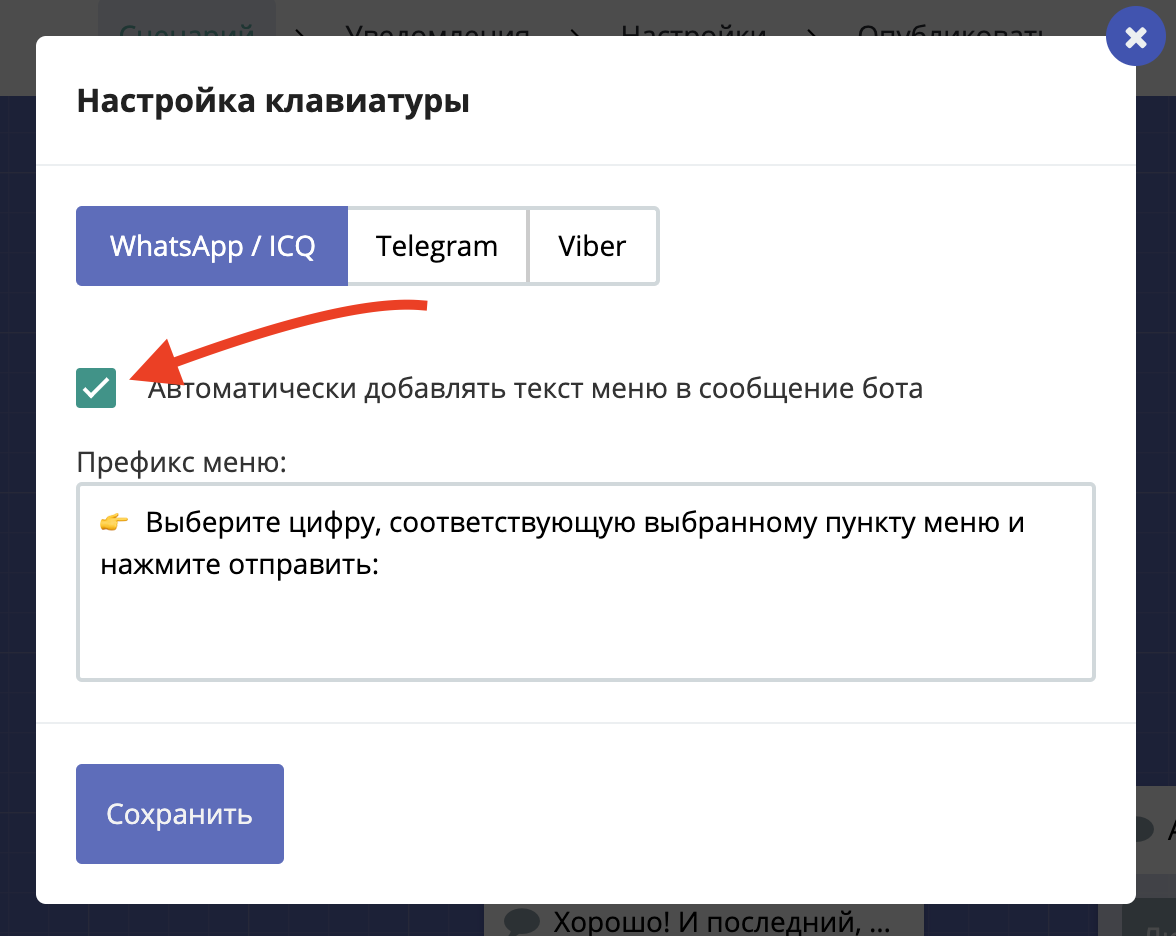 Сценарий > Уведомления > Настройки > Опубликовать
Настройка клавиатуры
WhatsApp / ICQ Telegram Viber
Автоматически добавлять текст меню в сообщение бота
Префикс меню:
👉 Выберите цифру, соответствующую выбранному пункту меню и
нажмите отправить:
Сохранить
Хорошо! И последний, ...